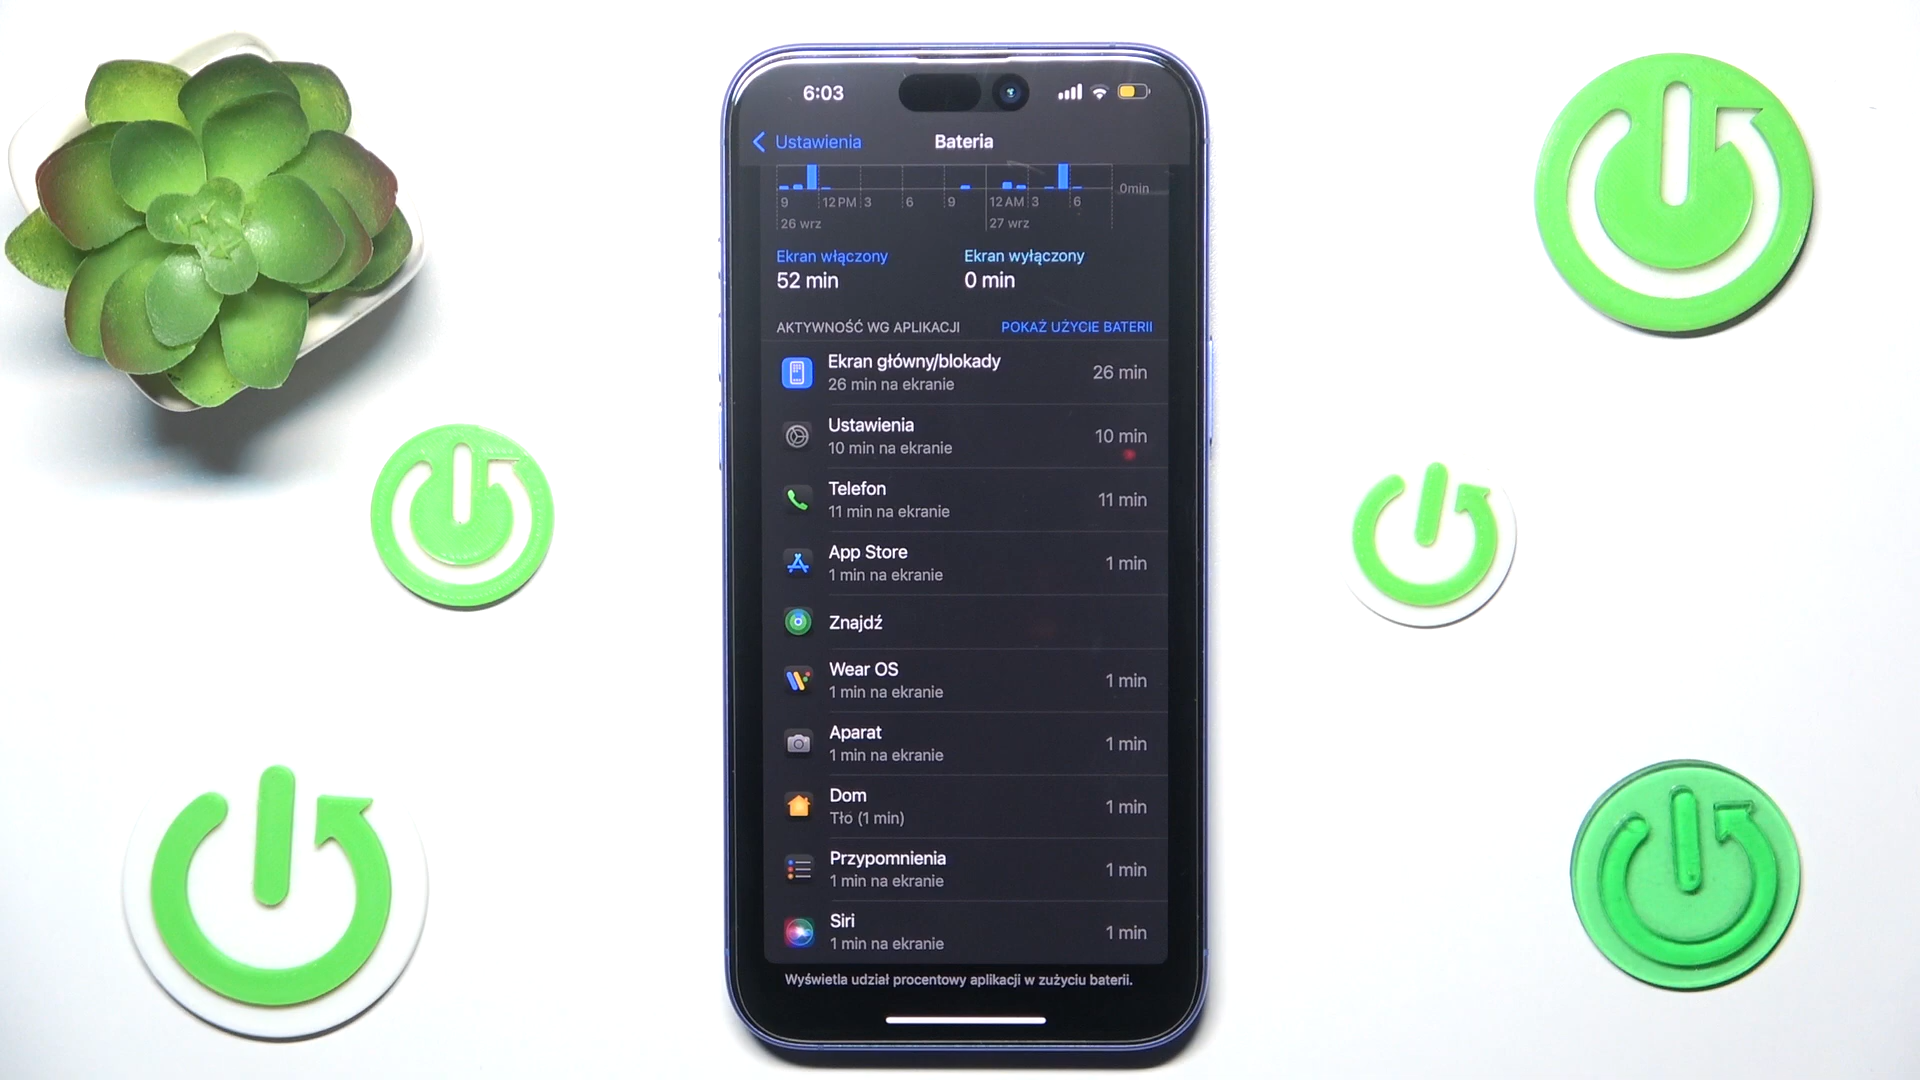 6:03
Ustawienia
Bateria
0min
9 12 PM 3 6 9 12 AM 3 6
26 wrz 27 wrz
Ekran włączony Ekran wyłączony
52 min 0 min
AKTYWNOŚĆ WG APLIKACJI POKAŻ UŻYCIE BATERII
Ekran główny/blokady
26 min na ekranie
26 min
Ustawienia
10 min na ekranie
10 min
Telefon
11 min na ekranie
11 min
App Store
1 min na ekranie
1 min
Znajdź
Wear OS
1 min na ekranie
1 min
Aparat
1 min na ekranie
1 min
Dom
Tło (1 min)
1 min
Przypomnienia
1 min na ekranie
1 min
Siri
1 min na ekranie
1 min
Wyświetla udział procentowy aplikacji w zużyciu baterii.